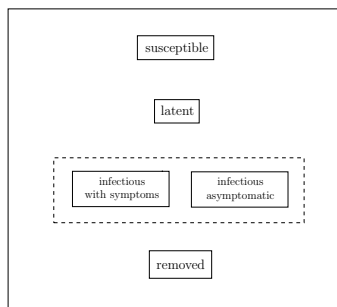 susceptible
latent
infectious
with symptoms
infectious
asymptomatic
removed